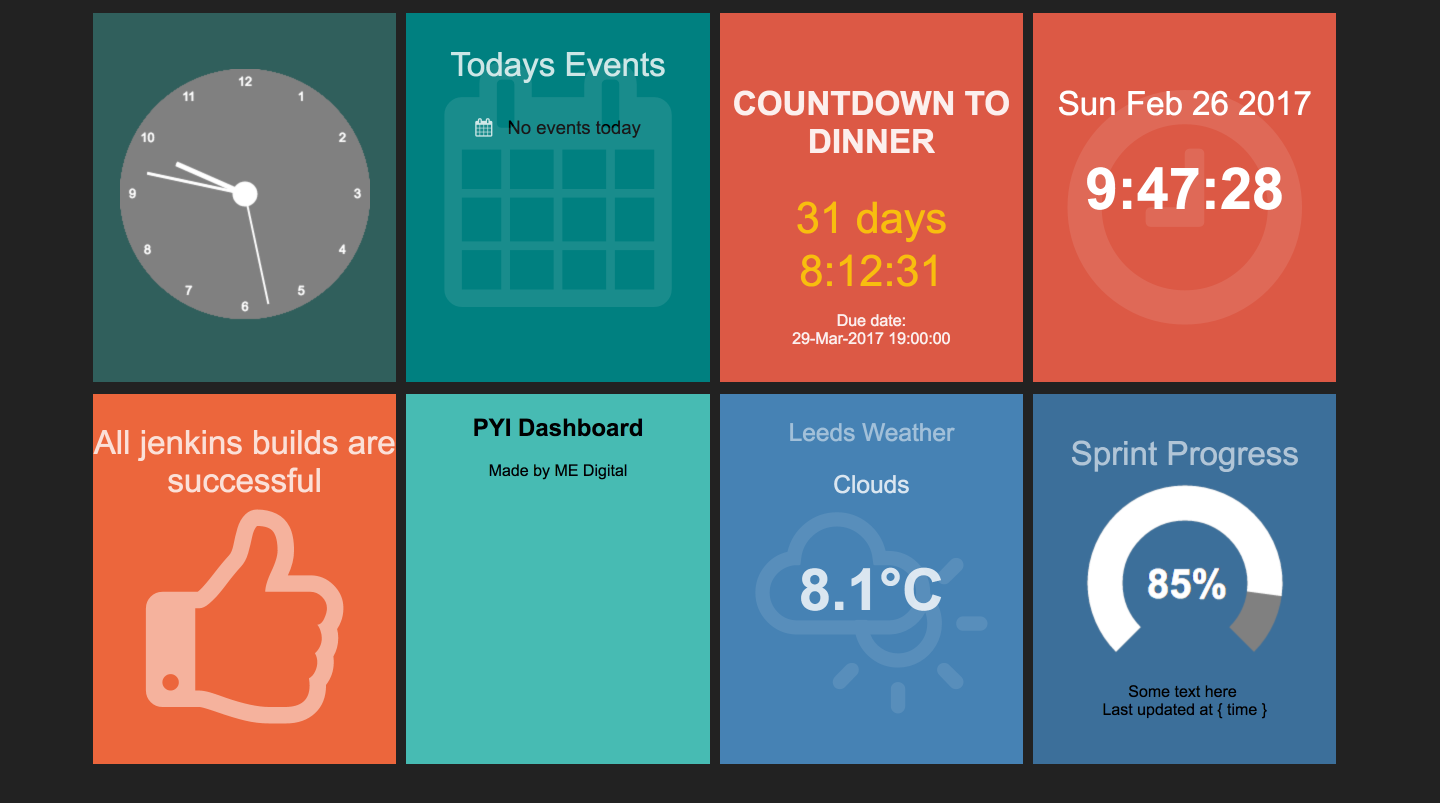 12
1
2
3
4
5
6
7
8
9
10
11
Todays Events
No events today
COUNTDOWN TO
DINNER
31 days
8:12:31
Due date:
29-Mar-2017 19:00:00
Sun Feb 26 2017
9:47:28
All jenkins builds are
successful
PYI Dashboard
Made by ME Digital
Leeds Weather
Clouds
8.1°C
Sprint Progress
85%
Some text here
Last updated at { time }